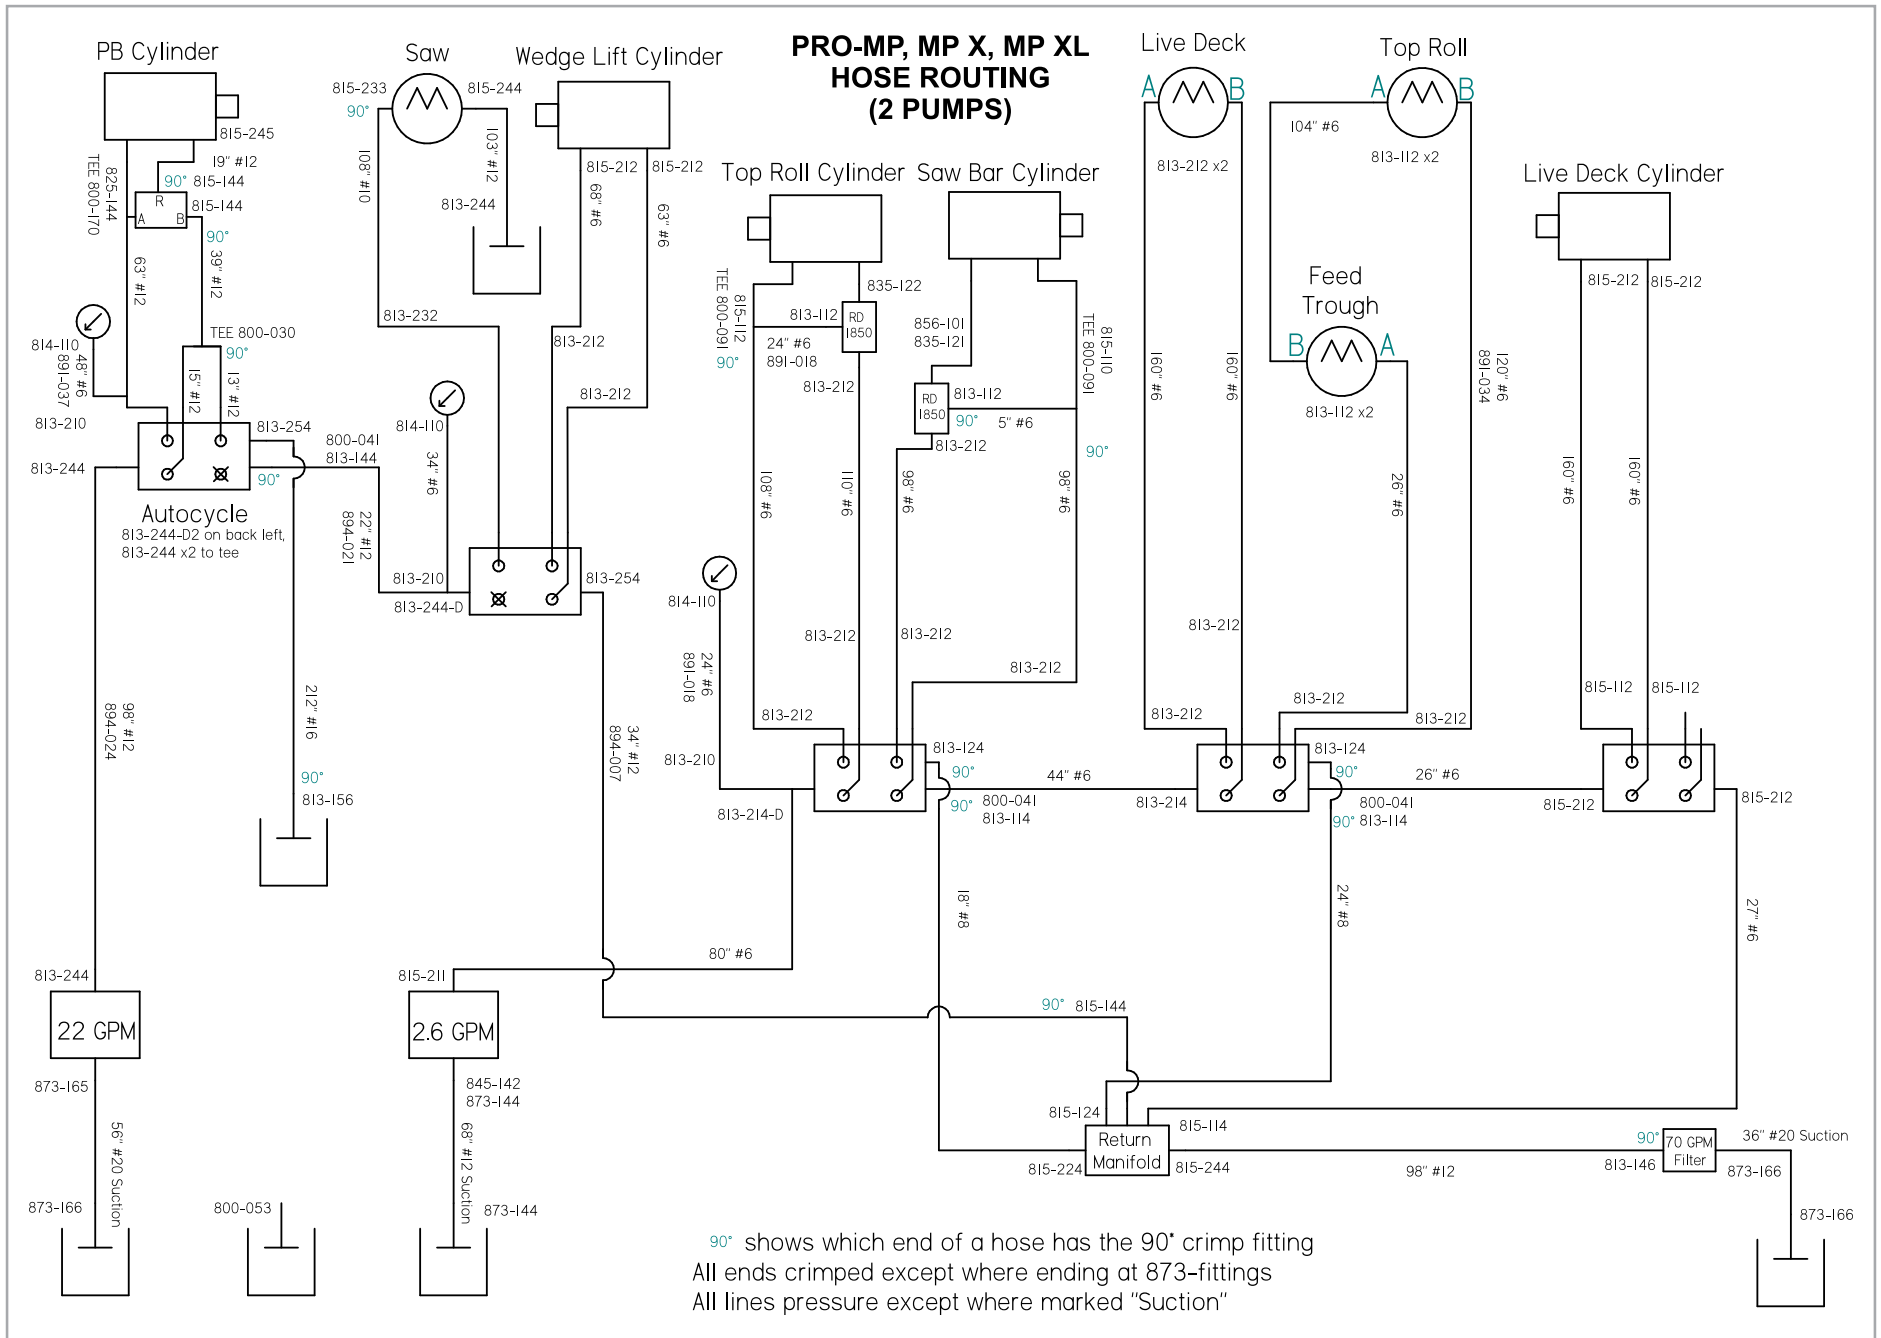 PRO-MP, MP X, MP XL
HOSE ROUTING
(2 PUMPS)
PB Cylinder
815-245
19" #12
90° 815-144
R
815-144
A
B
90°
825-144
TEE 800-170
63" #12
39" #12
TEE 800-030
90°
15" #12
13" #12
814-110
48" #6
891-037
813-210
813-254
813-244
800-041
813-144
90°
Autocycle
813-244-D2 on back left,
813-244 x2 to tee
22" #12
894-021
98" #12
894-024
212" #16
90°
813-156
813-244
22 GPM
873-165
56" #20 Suction
873-166
800-053
Saw
815-233
90°
815-244
108" #10
103" #12
813-244
813-232
Wedge Lift Cylinder
815-212
815-212
68" #6
63" #6
813-212
813-212
814-110
34" #6
813-210
813-244-D
813-254
34" #12
894-007
815-211
2.6 GPM
80" #6
845-142
873-144
68" #12 Suction
873-144
Top Roll Cylinder
835-122
815-112
TEE 800-091
90°
813-112
RD
1850
24" #6
891-018
813-212
108" #6
110" #6
814-110
24" #6
891-018
813-210
813-214-D
813-212
813-212
Saw Bar Cylinder
856-101
835-121
815-110
TEE 800-091
RD
1850
813-112
90°
5" #6
813-212
90°
98" #6
98" #6
813-212
813-212
813-124
90°
44" #6
90°
800-041
813-114
813-214
18" #8
Live Deck
A
B
813-212 x2
160" #6
160" #6
813-212
813-212
Top Roll
A
B
104" #6
813-112 x2
Feed
Trough
B
A
813-112 x2
120" #6
891-034
26" #6
813-212
813-212
813-124
90°
26" #6
800-041
90° 813-114
815-212
24" #8
Live Deck Cylinder
815-212
815-212
160" #6
160" #6
815-112
815-112
815-212
27" #6
90° 815-144
815-124
815-114
Return
Manifold
815-224
815-244
98" #12
90°
813-146
70 GPM
Filter
36" #20 Suction
873-166
873-166
90° shows which end of a hose has the 90° crimp fitting
All ends crimped except where ending at 873-fittings
All lines pressure except where marked "Suction"